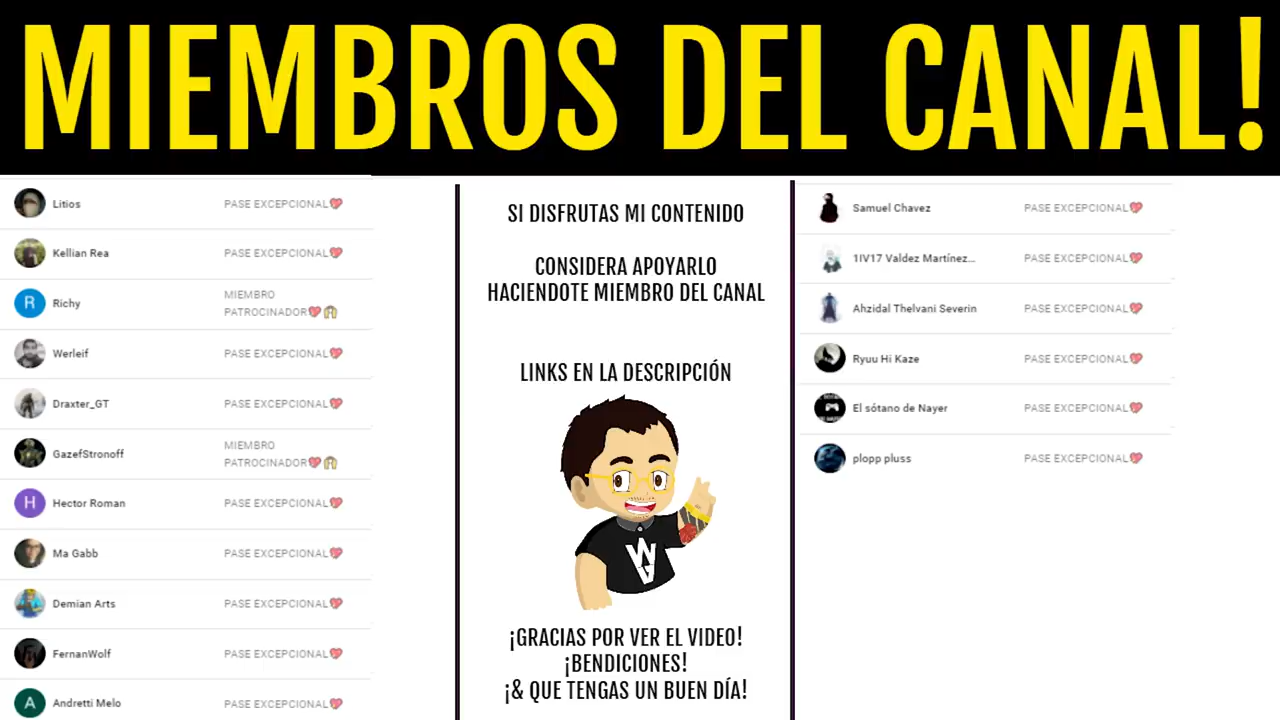 MIEMBROS DEL CANAL!
Litios PASE EXCEPCIONAL💖
Kellian Rea PASE EXCEPCIONAL💖
R Richy MIEMBRO
PATROCINADOR💖🙌
Werleif PASE EXCEPCIONAL💖
Draxter_GT PASE EXCEPCIONAL💖
GazefStronoff MIEMBRO
PATROCINADOR💖🙌
H Hector Roman PASE EXCEPCIONAL💖
Ma Gabb PASE EXCEPCIONAL💖
Demian Arts PASE EXCEPCIONAL💖
FernanWolf PASE EXCEPCIONAL💖
A Andretti Melo PASE EXCEPCIONAL💖
SI DISFRUTAS MI CONTENIDO
CONSIDERA APOYARLO
HACIENDOTE MIEMBRO DEL CANAL
LINKS EN LA DESCRIPCIÓN
¡GRACIAS POR VER EL VIDEO!
¡BENDICIONES!
¡& QUE TENGAS UN BUEN DÍA!
Samuel Chavez PASE EXCEPCIONAL💖
1IV17 Valdez Martínez... PASE EXCEPCIONAL💖
Ahzidal Thelvani Severin PASE EXCEPCIONAL💖
Ryuu Hi Kaze PASE EXCEPCIONAL💖
El sótano de Nayer PASE EXCEPCIONAL💖
plopp pluss PASE EXCEPCIONAL💖